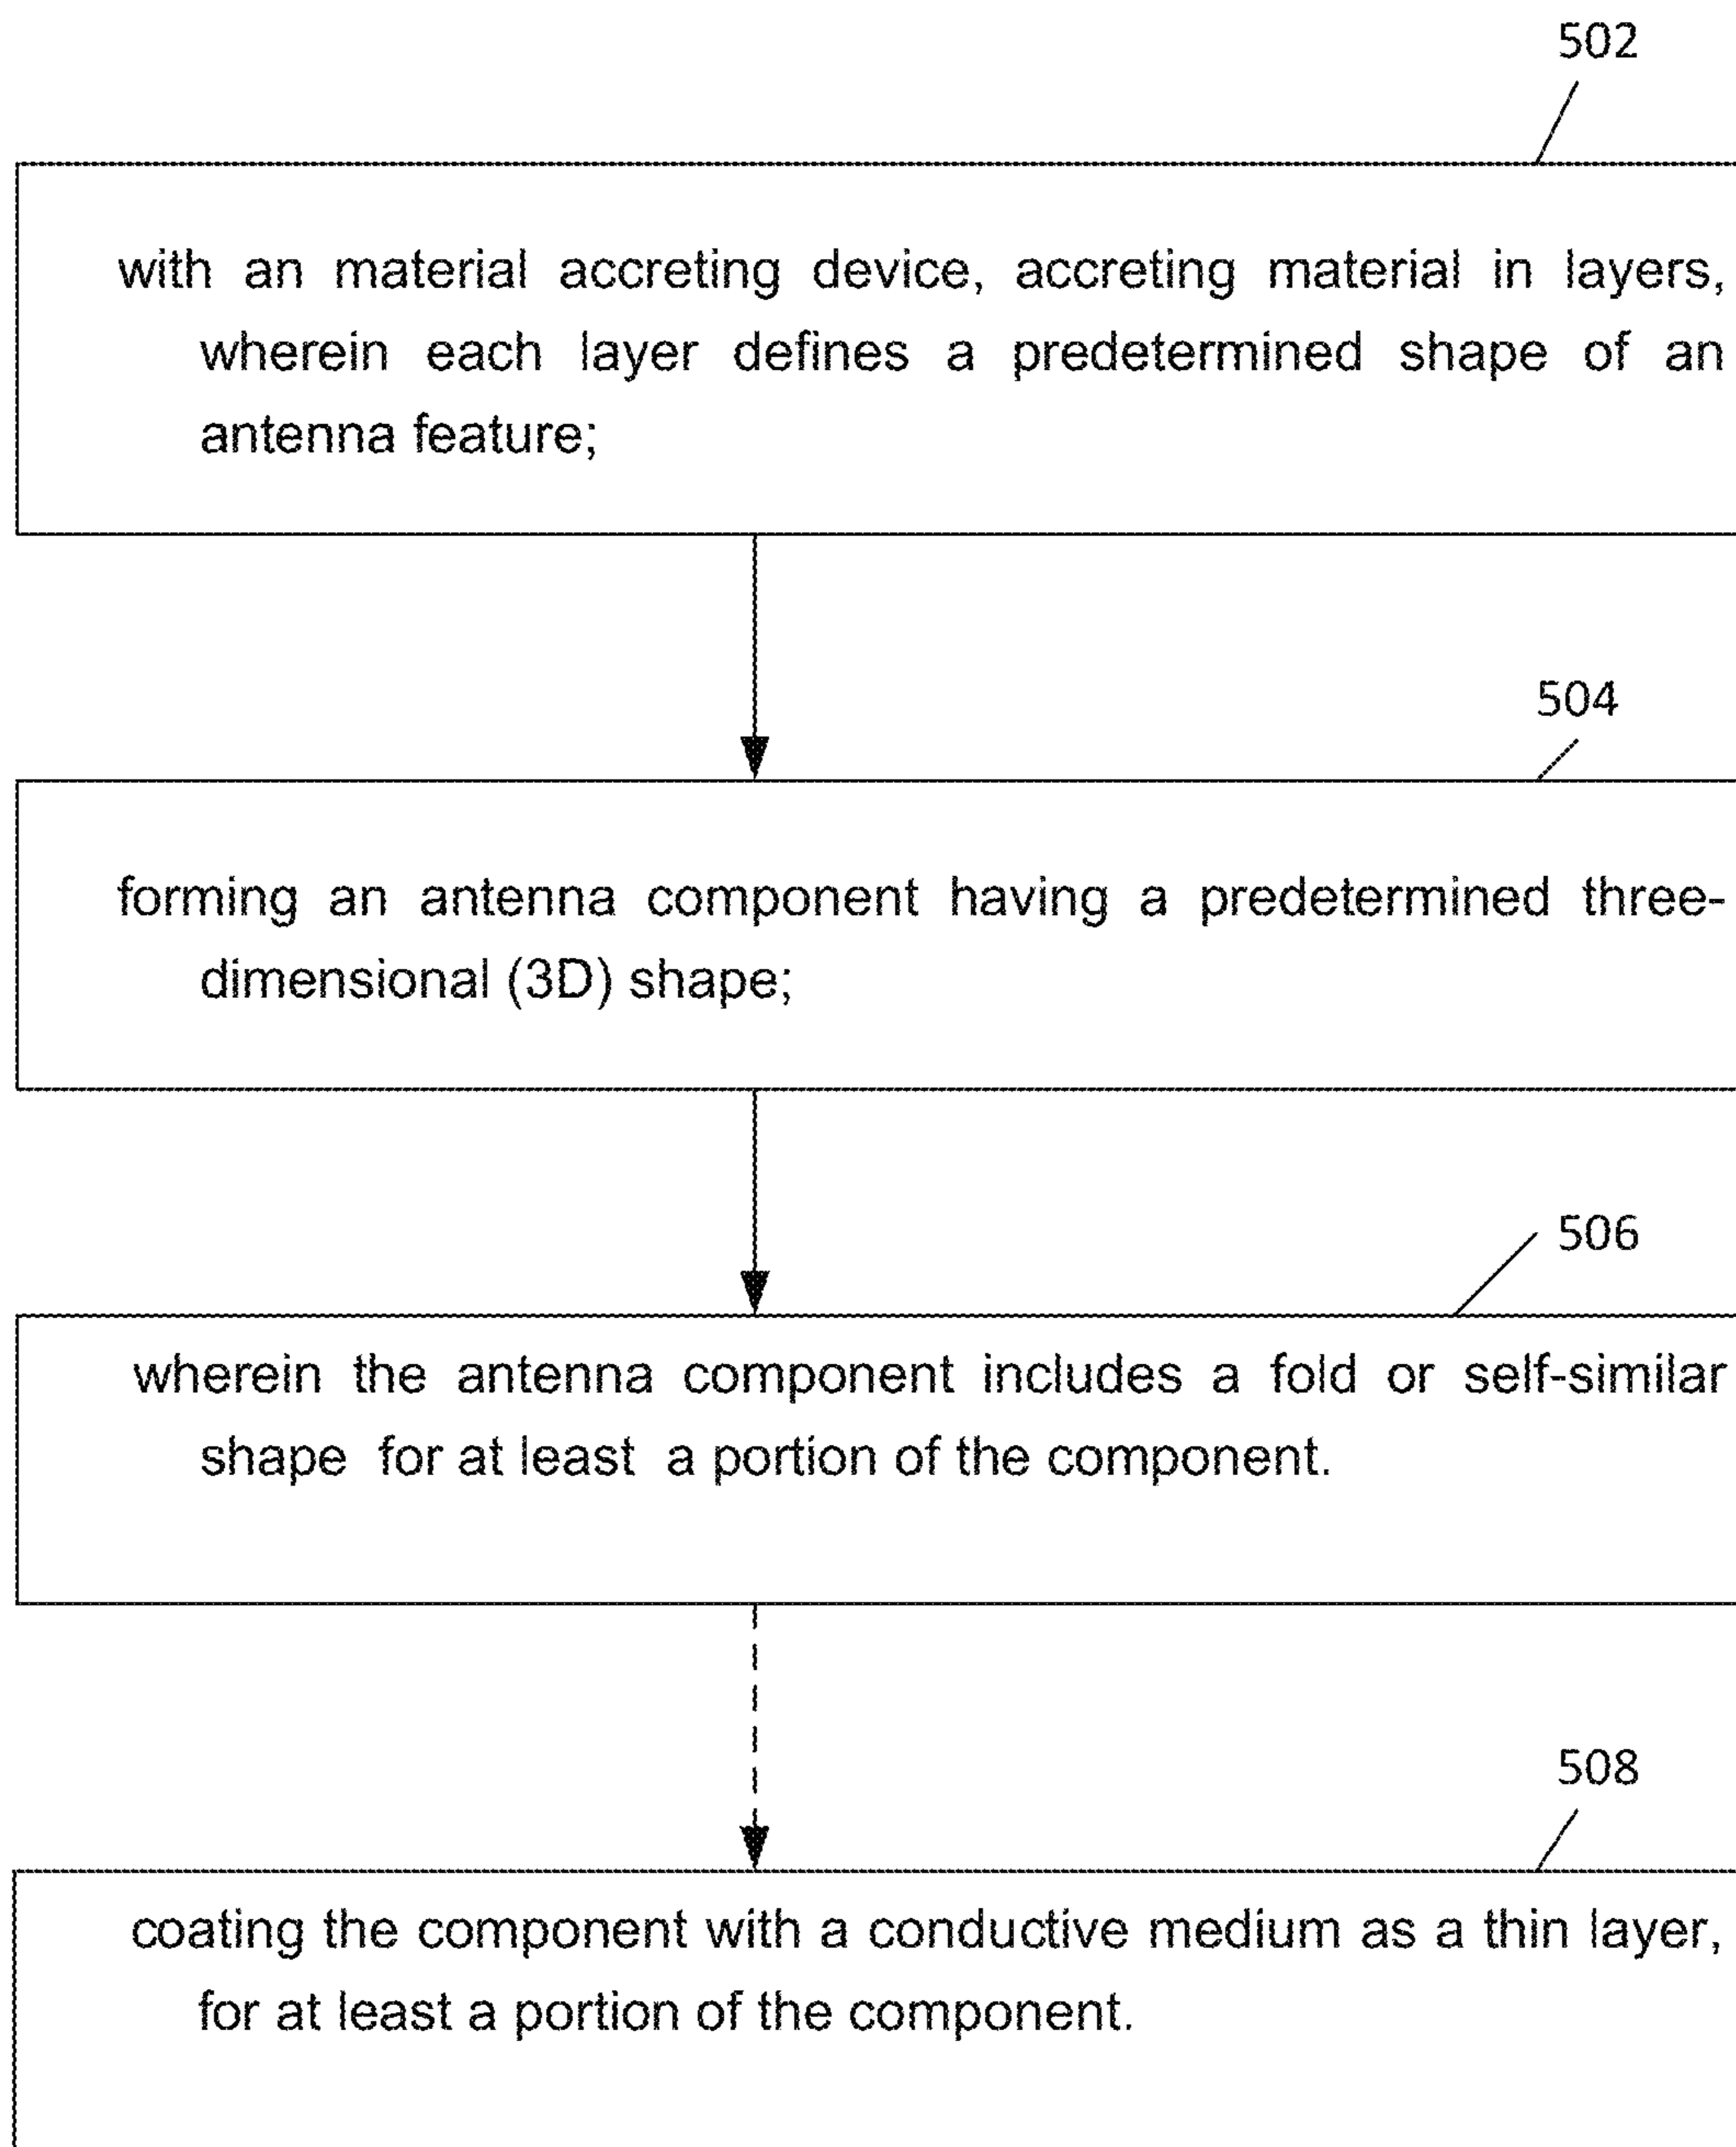 502
with an material accreting device, accreting material in layers,
wherein each layer defines a predetermined shape of an
antenna feature;
504
forming an antenna component having a predetermined three-
dimensional (3D) shape;
506
wherein the antenna component includes a fold or self-similar
shape for at least a portion of the component.
508
coating the component with a conductive medium as a thin layer,
for at least a portion of the component.